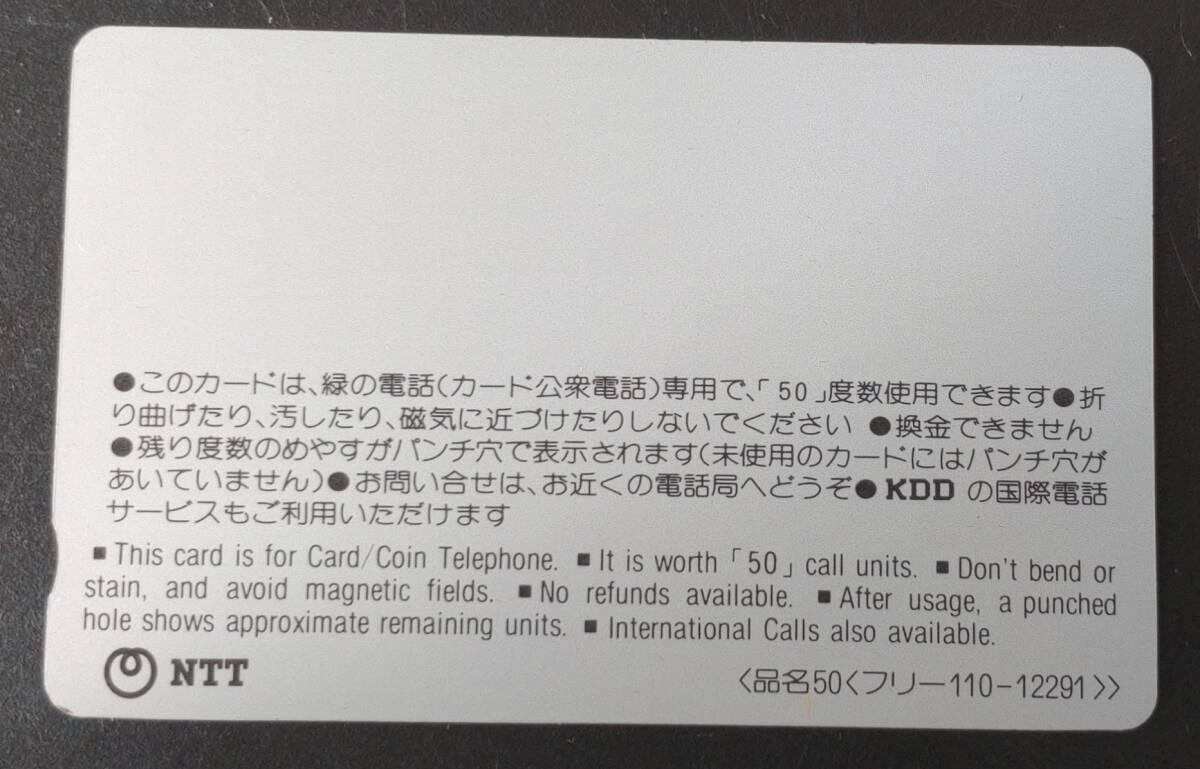 ●このカードは、緑の電話(カード公衆電話)専用で、「50」度数使用できます●折
り曲げたり、汚したり、磁気に近づけたりしないでください ●換金できません
●残り度数のめやすがパンチ穴で表示されます(未使用のカードにはパンチ穴が
あいていません)●お問い合せは、お近くの電話局へどうぞ●KDD の国際電話
サービスもご利用いただけます
■This card is for Card/Coin Telephone. ■It is worth「50」call units. ■Don't bend or
stain, and avoid magnetic fields. ■No refunds available. ■After usage, a punched
hole shows approximate remaining units. ■International Calls also available.
NTT
〈品名50〈フリー110-12291〉〉